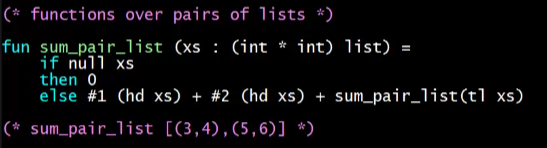 (* functions over pairs of lists *)
fun sum_pair_list (xs : (int * int) list) =
    if null xs
    then 0
    else #1 (hd xs) + #2 (hd xs) + sum_pair_list(tl xs)
(* sum_pair_list [(3,4),(5,6)] *)